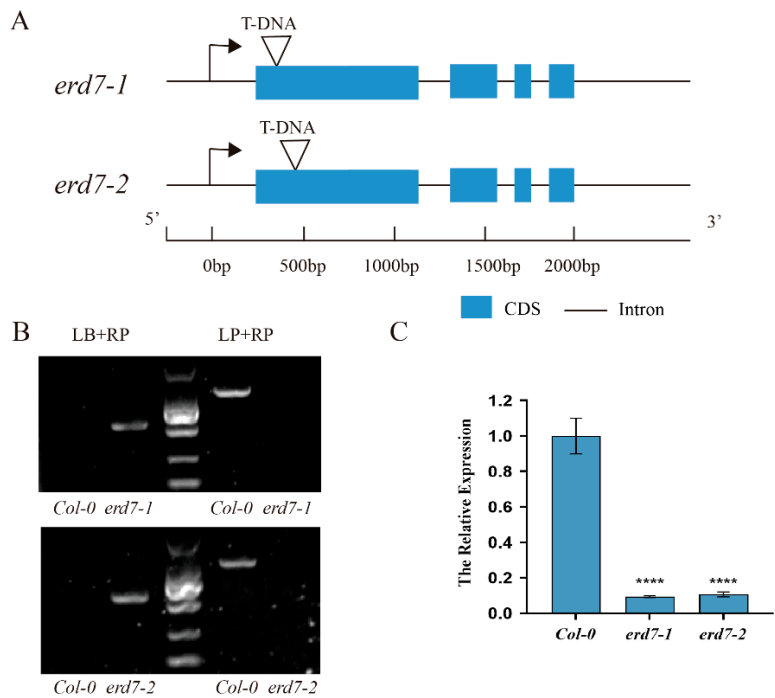 A
T-DNA
erd7-1
T-DNA
erd7-2
5’
3’
0bp 500bp 1000bp 1500bp 2000bp
CDS Intron
B
LB+RP LP+RP
Col-0 erd7-1 Col-0 erd7-1
Col-0 erd7-2 Col-0 erd7-2
C
The Relative Expression
1.2
1.0
0.8
0.6
0.4
0.2
0.0
**** ****
Col-0 erd7-1 erd7-2